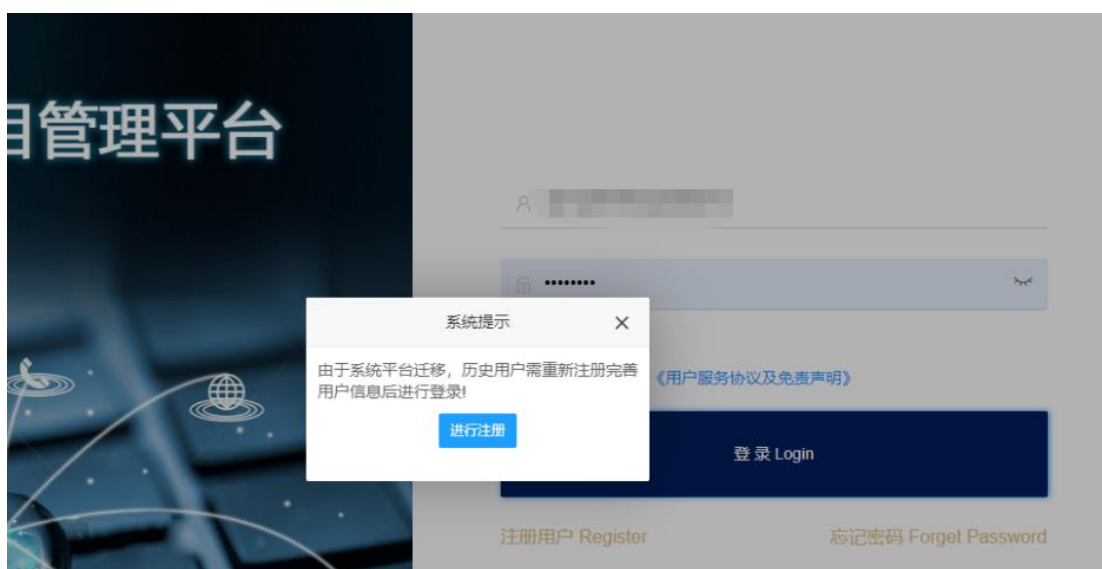 目管理平台
系统提示
由于系统平台迁移，历史用户需重新注册完善
用户信息后进行登录!
进行注册
《用户服务协议及免责声明》
登 录 Login
注册用户 Register
忘记密码 Forget Password